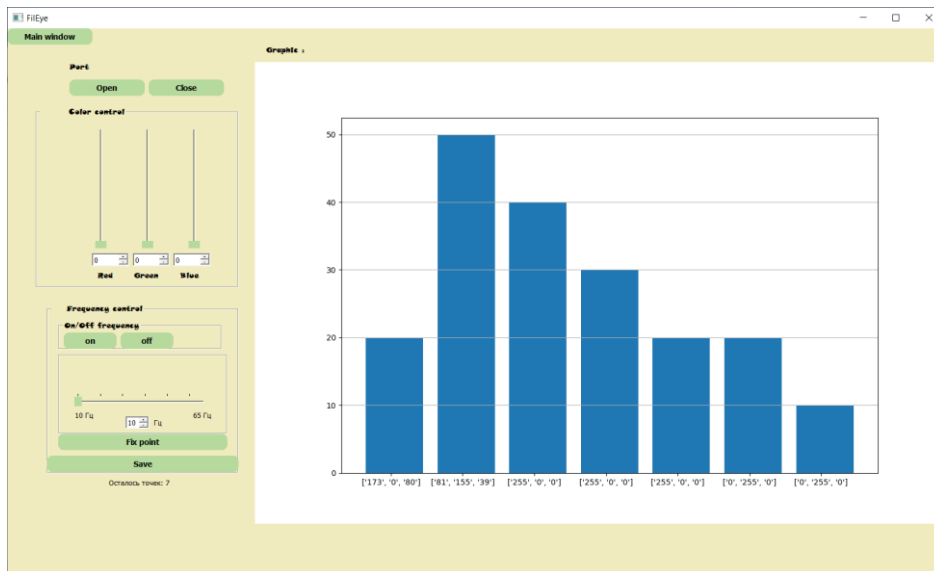 FilEye
Main window
Graphic :
Port
Open Close
Color control
0 0 0
Red Green Blue
Frequency control
On/Off frequency
on off
10 Гц 65 Гц
10 Гц
Fix point
Save
Осталось точек: 7
50
40
30
20
10
0
['173', '0', '80'] ['81', '155', '39'] ['255', '0', '0'] ['255', '0', '0'] ['255', '0', '0'] ['0', '255', '0'] ['0', '255', '0']